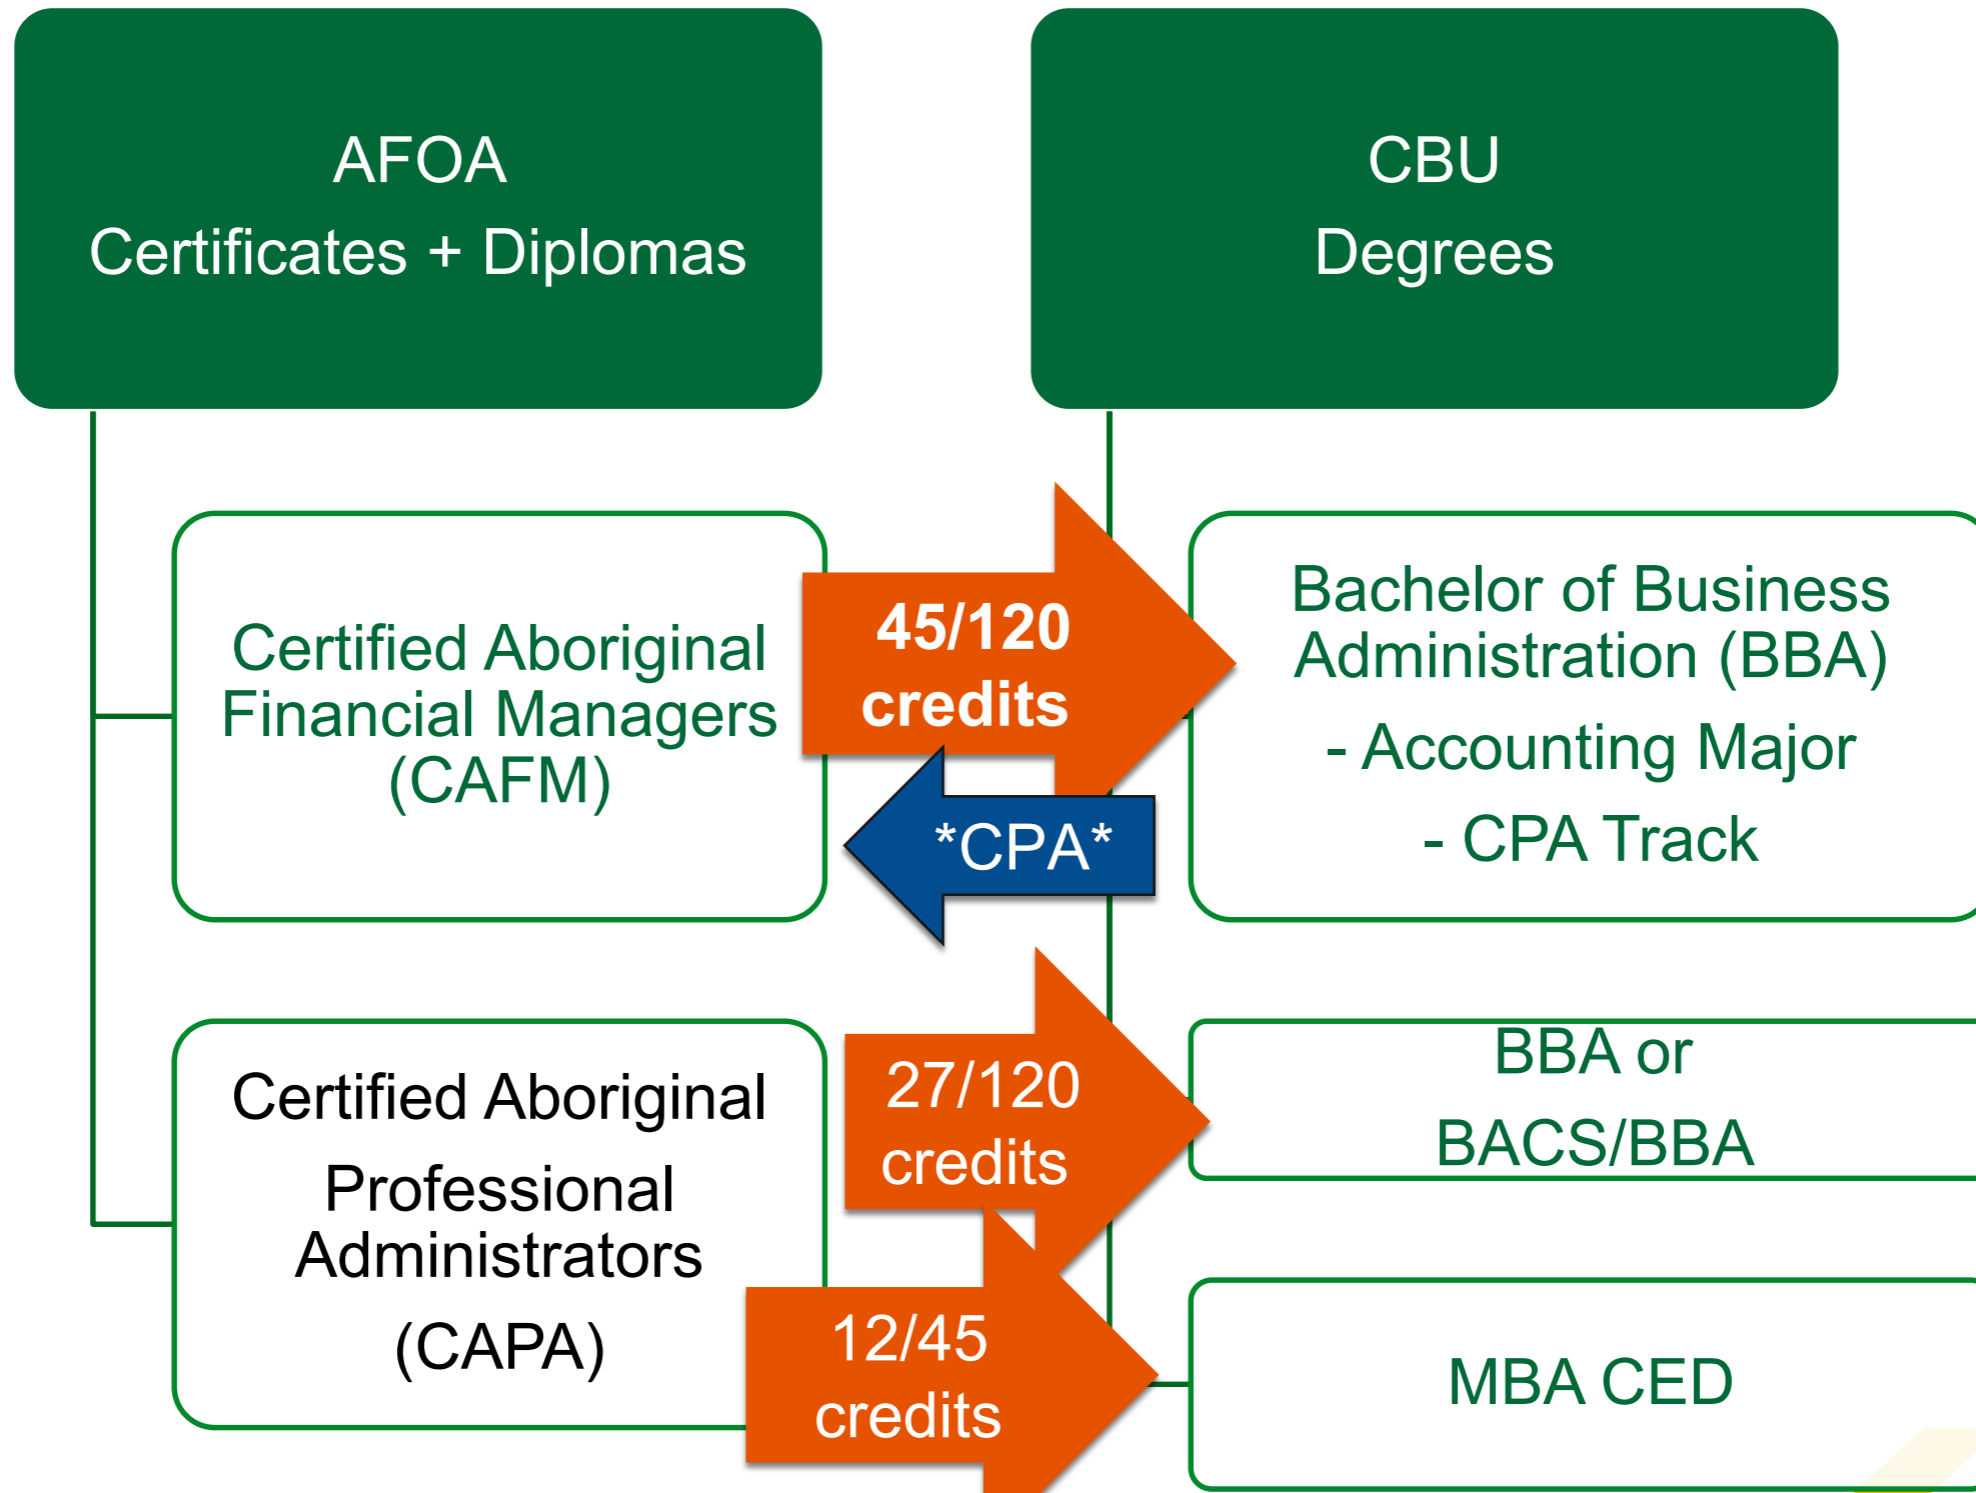 AFOA
Certificates + Diplomas
CBU
Degrees
Certified Aboriginal
Financial Managers
(CAFM)
45/120
credits
*CPA*
Bachelor of Business
Administration (BBA)
- Accounting Major
- CPA Track
Certified Aboriginal
Professional
Administrators
(CAPA)
27/120
credits
BBA or
BACS/BBA
12/45
credits
MBA CED